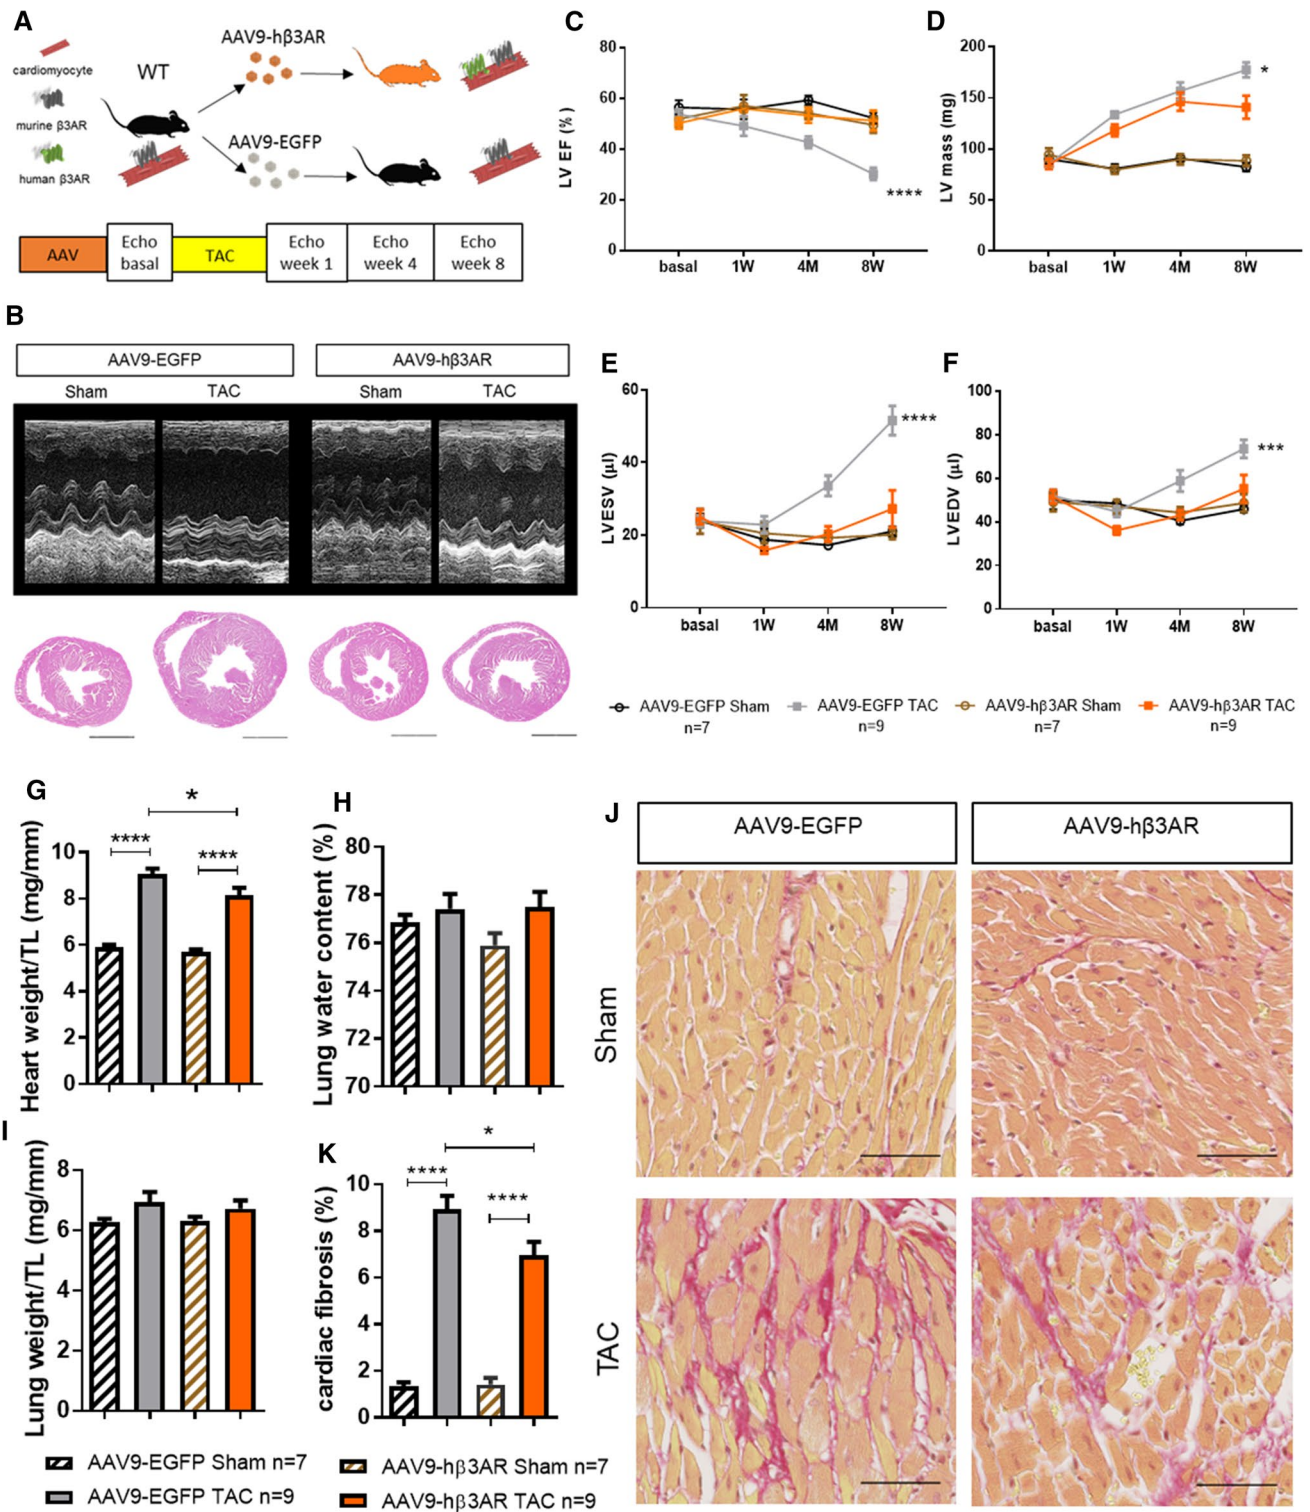 A
cardiomyocyte
murine β3AR
human β3AR
WT
AAV9-hβ3AR
AAV9-EGFP
AAV
Echo
basal
TAC
Echo
week 1
Echo
week 4
Echo
week 8
B
AAV9-EGFP
AAV9-hβ3AR
Sham
TAC
Sham
TAC
C
LV EF (%)
80
60
40
20
0
basal
1W
4M
8W
****
D
LV mass (mg)
200
150
100
50
0
basal
1W
4M
8W
*
E
LVESV (µl)
60
40
20
0
basal
1W
4M
8W
****
F
LVEDV (µl)
100
80
60
40
20
0
basal
1W
4M
8W
***
AAV9-EGFP Sham
n=7
AAV9-EGFP TAC
n=9
AAV9-hβ3AR Sham
n=7
AAV9-hβ3AR TAC
n=9
G
Heart weight/TL (mg/mm)
10
8
6
4
2
0
****
*
****
H
Lung water content (%)
80
78
76
74
72
70
I
Lung weight/TL (mg/mm)
8
6
4
2
0
K
cardiac fibrosis (%)
10
8
6
4
2
0
****
*
****
AAV9-EGFP Sham n=7
AAV9-EGFP TAC n=9
AAV9-hβ3AR Sham n=7
AAV9-hβ3AR TAC n=9
J
AAV9-EGFP
AAV9-hβ3AR
Sham
TAC